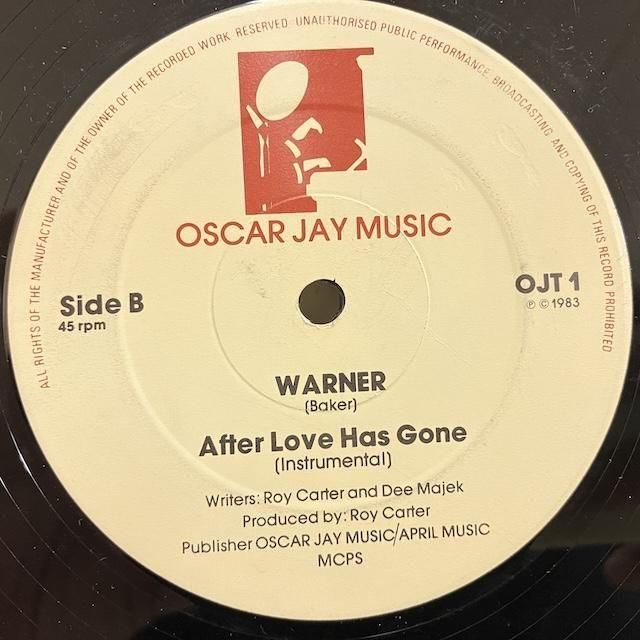 ALL RIGHTS OF THE MANUFACTURER AND OF THE OWNER OF THE RECORDED WORK RESERVED. UNAUTHORISED PUBLIC PERFORMANCE, BROADCASTING AND COPYING OF THIS RECORD PROHIBITED
OSCAR JAY MUSIC
Side B
45 rpm
OJT 1
℗ © 1983
WARNER
(Baker)
After Love Has Gone
(Instrumental)
Writers: Roy Carter and Dee Majek
Produced by: Roy Carter
Publisher OSCAR JAY MUSIC/APRIL MUSIC
MCPS